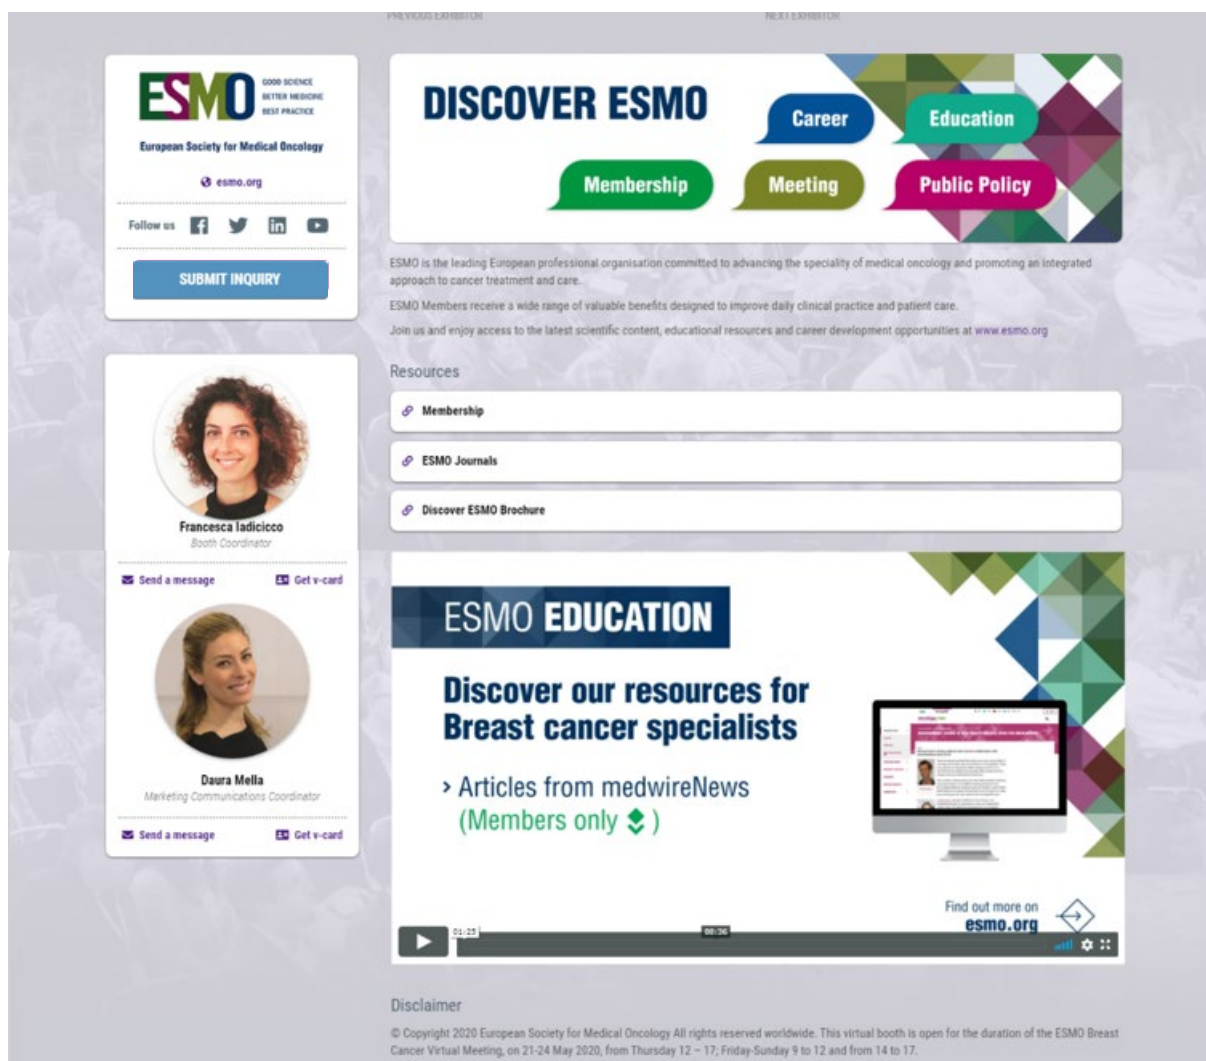 PREVIOUS EXHIBITOR
NEXT EXHIBITOR
ESMO
GOOD SCIENCE
BETTER MEDICINE
BEST PRACTICE
European Society for Medical Oncology
esmo.org
Follow us
SUBMIT INQUIRY
Francesca Iadicicco
Booth Coordinator
Send a message
Get v-card
Daura Mella
Marketing Communications Coordinator
Send a message
Get v-card
DISCOVER ESMO
Career
Education
Membership
Meeting
Public Policy
ESMO is the leading European professional organisation committed to advancing the speciality of medical oncology and promoting an integrated
approach to cancer treatment and care.
ESMO Members receive a wide range of valuable benefits designed to improve daily clinical practice and patient care.
Join us and enjoy access to the latest scientific content, educational resources and career development opportunities at www.esmo.org
Resources
Membership
ESMO Journals
Discover ESMO Brochure
ESMO EDUCATION
Discover our resources for
Breast cancer specialists
› Articles from medwireNews
(Members only )
Find out more on
esmo.org
01:25
00:36
Disclaimer
© Copyright 2020 European Society for Medical Oncology All rights reserved worldwide. This virtual booth is open for the duration of the ESMO Breast
Cancer Virtual Meeting, on 21-24 May 2020, from Thursday 12 – 17; Friday-Sunday 9 to 12 and from 14 to 17.